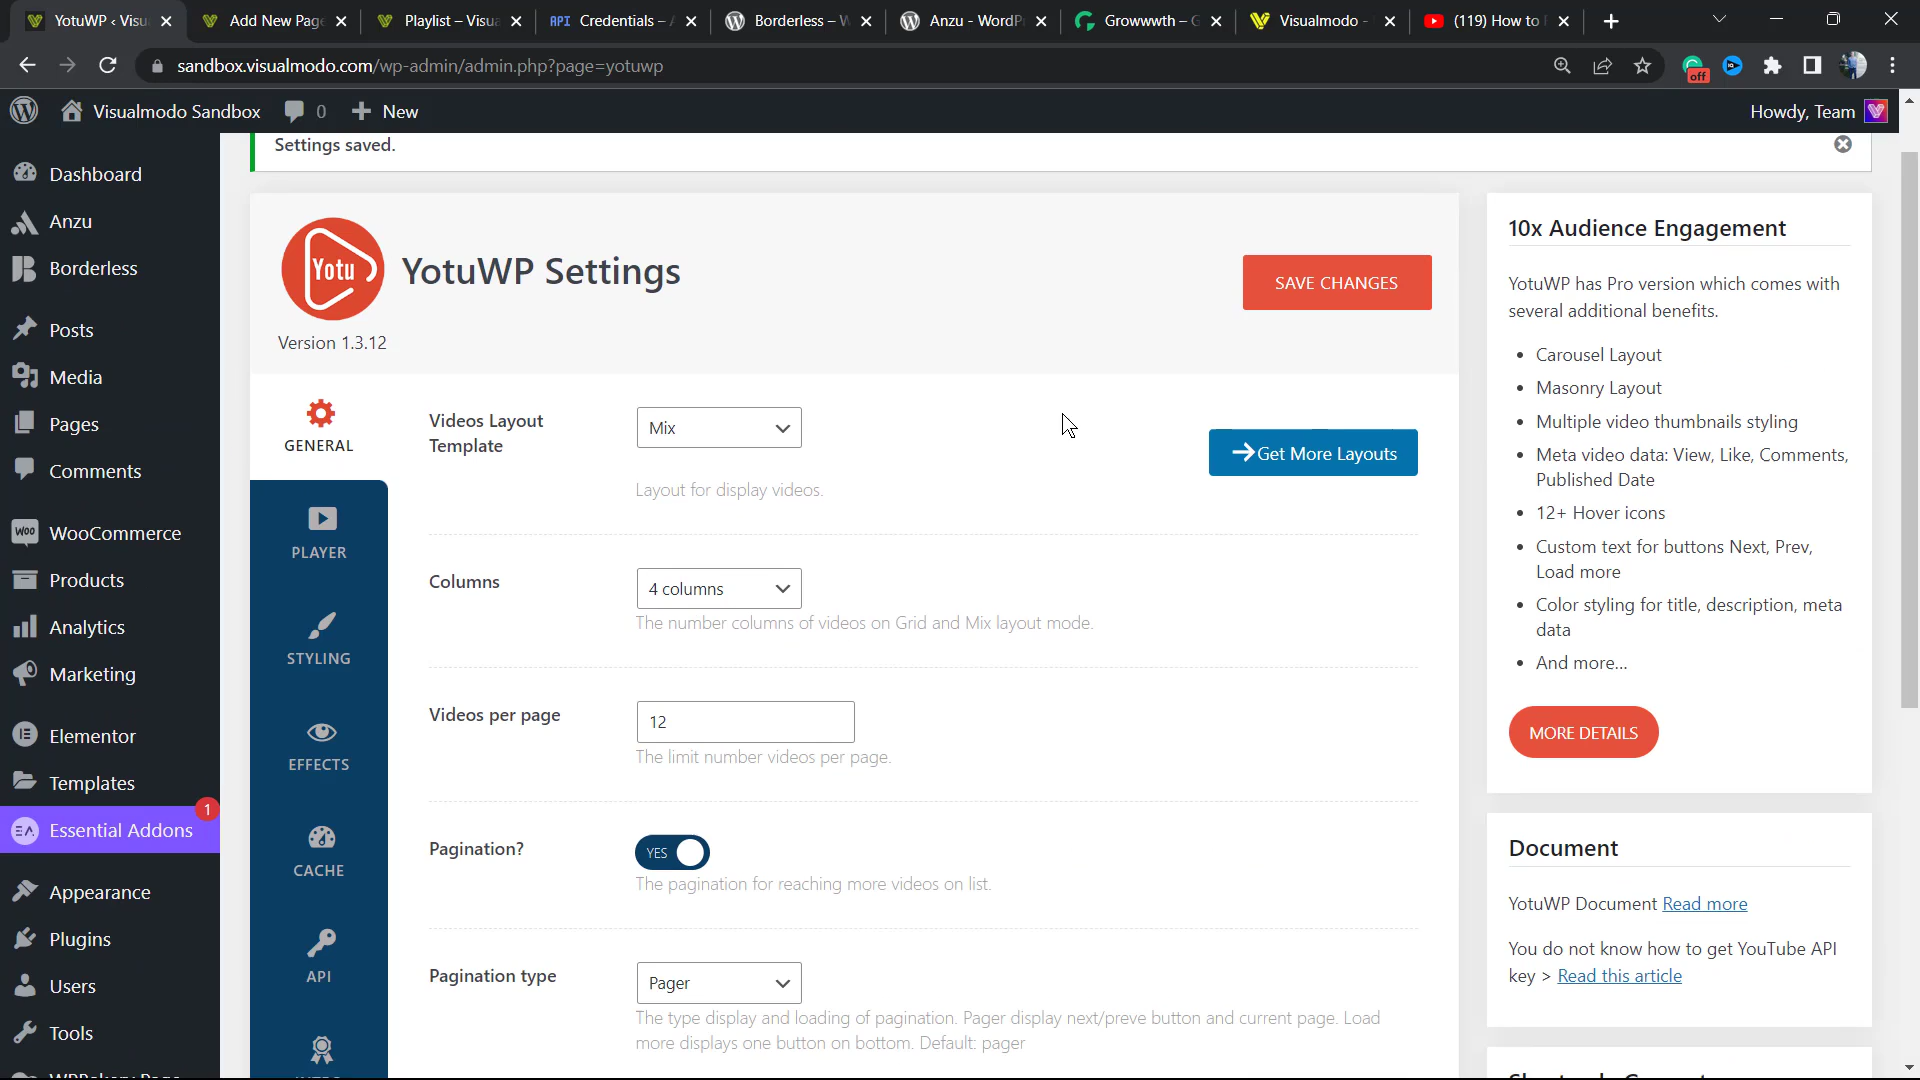 YotuWP ‹ Visu
Add New Page
Playlist – Visua
API Credentials – A
Borderless – W
Anzu - WordP
Growwwth – G
Visualmodo -
(119) How to
sandbox.visualmodo.com/wp-admin/admin.php?page=yotuwp
off
Visualmodo Sandbox
0
New
Howdy, Team
Settings saved.
Dashboard
Anzu
Borderless
Posts
Media
Pages
Comments
WooCommerce
Products
Analytics
Marketing
Elementor
Templates
Essential Addons
1
Appearance
Plugins
Users
Tools
Yotu
YotuWP Settings
Version 1.3.12
SAVE CHANGES
GENERAL
PLAYER
STYLING
EFFECTS
CACHE
API
Videos Layout
Template
Mix
Layout for display videos.
Get More Layouts
Columns
4 columns
The number columns of videos on Grid and Mix layout mode.
Videos per page
12
The limit number videos per page.
Pagination?
YES
The pagination for reaching more videos on list.
Pagination type
Pager
The type display and loading of pagination. Pager display next/preve button and current page. Load
more displays one button on bottom. Default: pager
10x Audience Engagement
YotuWP has Pro version which comes with
several additional benefits.
Carousel Layout
Masonry Layout
Multiple video thumbnails styling
Meta video data: View, Like, Comments,
Published Date
12+ Hover icons
Custom text for buttons Next, Prev,
Load more
Color styling for title, description, meta
data
And more...
MORE DETAILS
Document
YotuWP Document Read more
You do not know how to get YouTube API
key > Read this article